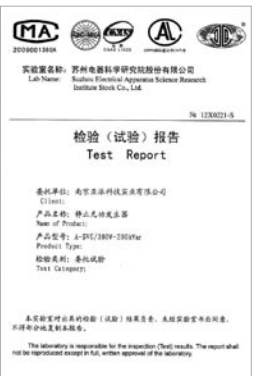 MA
CNAS
AL
2009001380A
实验室名称：苏州电器科学研究院股份有限公司
Lab Name: Suzhou Electrical Apparatus Science Research
Institute Stock Co., Ltd.
№ 12X0221-S
检验（试验）报告
Test Report
委托单位：南京亚派科技实业有限公司
Client:
产品名称：静止无功发生器
Name of Product:
产品型号：A-SVG/380V-200kVar
Product Type:
检验类别：委托试验
Test Category:
本实验室对出具的检验（试验）结果负责，未经实验室书面同意，
不得部分地复制本报告。
The laboratory is responsible for the inspection (Test) results. The report shall
not be reproduced except in full, written approval of the laboratory.